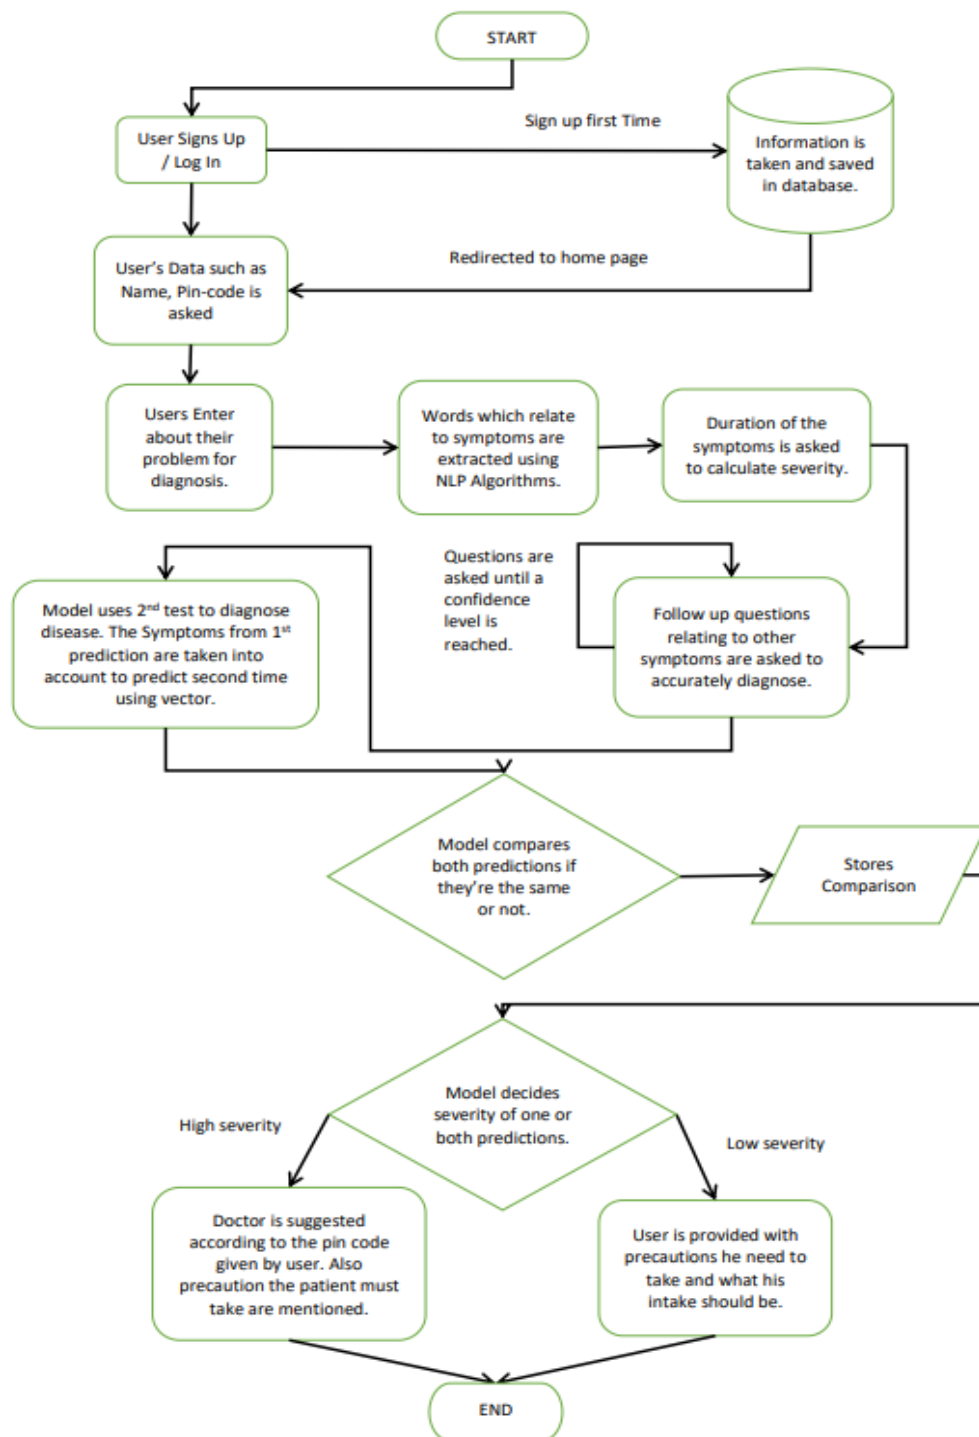 START
Sign up first Time
User Signs Up
/ Log In
Information is
taken and saved
in database.
Redirected to home page
User’s Data such as
Name, Pin-code is
asked
Users Enter
about their
problem for
diagnosis.
Words which relate
to symptoms are
extracted using
NLP Algorithms.
Duration of the
symptoms is asked
to calculate severity.
Questions are
asked until a
confidence
level is
reached.
Model uses 2nd test to diagnose
disease. The Symptoms from 1st
prediction are taken into
account to predict second time
using vector.
Follow up questions
relating to other
symptoms are asked to
accurately diagnose.
Model compares
both predictions if
they’re the same
or not.
Stores
Comparison
Model decides
severity of one or
both predictions.
High severity
Low severity
Doctor is suggested
according to the pin code
given by user. Also
precaution the patient must
take are mentioned.
User is provided with
precautions he need to
take and what his
intake should be.
END